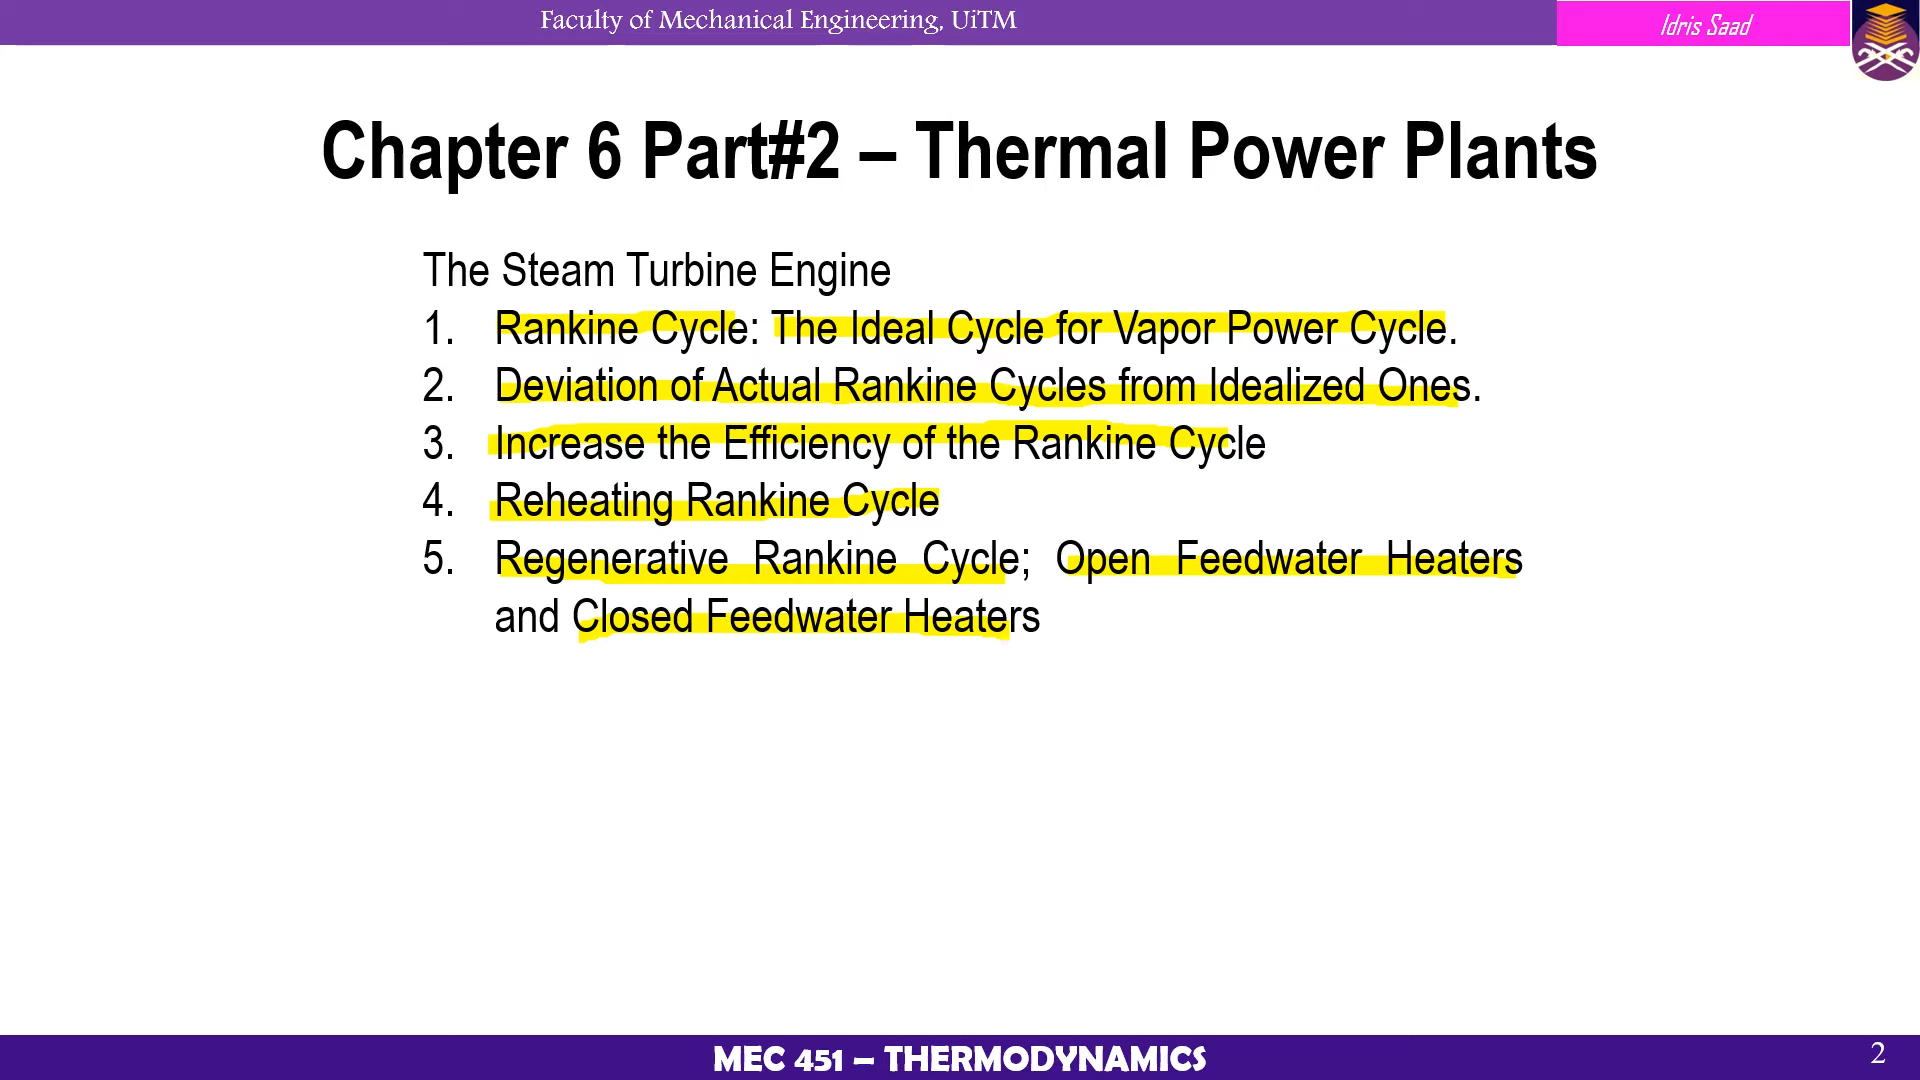 Faculty of Mechanical Engineering, UiTM
Idris Saad
Chapter 6 Part#2 – Thermal Power Plants
The Steam Turbine Engine
1. Rankine Cycle: The Ideal Cycle for Vapor Power Cycle.
2. Deviation of Actual Rankine Cycles from Idealized Ones.
3. Increase the Efficiency of the Rankine Cycle
4. Reheating Rankine Cycle
5. Regenerative Rankine Cycle; Open Feedwater Heaters
and Closed Feedwater Heaters
MEC 451 – THERMODYNAMICS
2